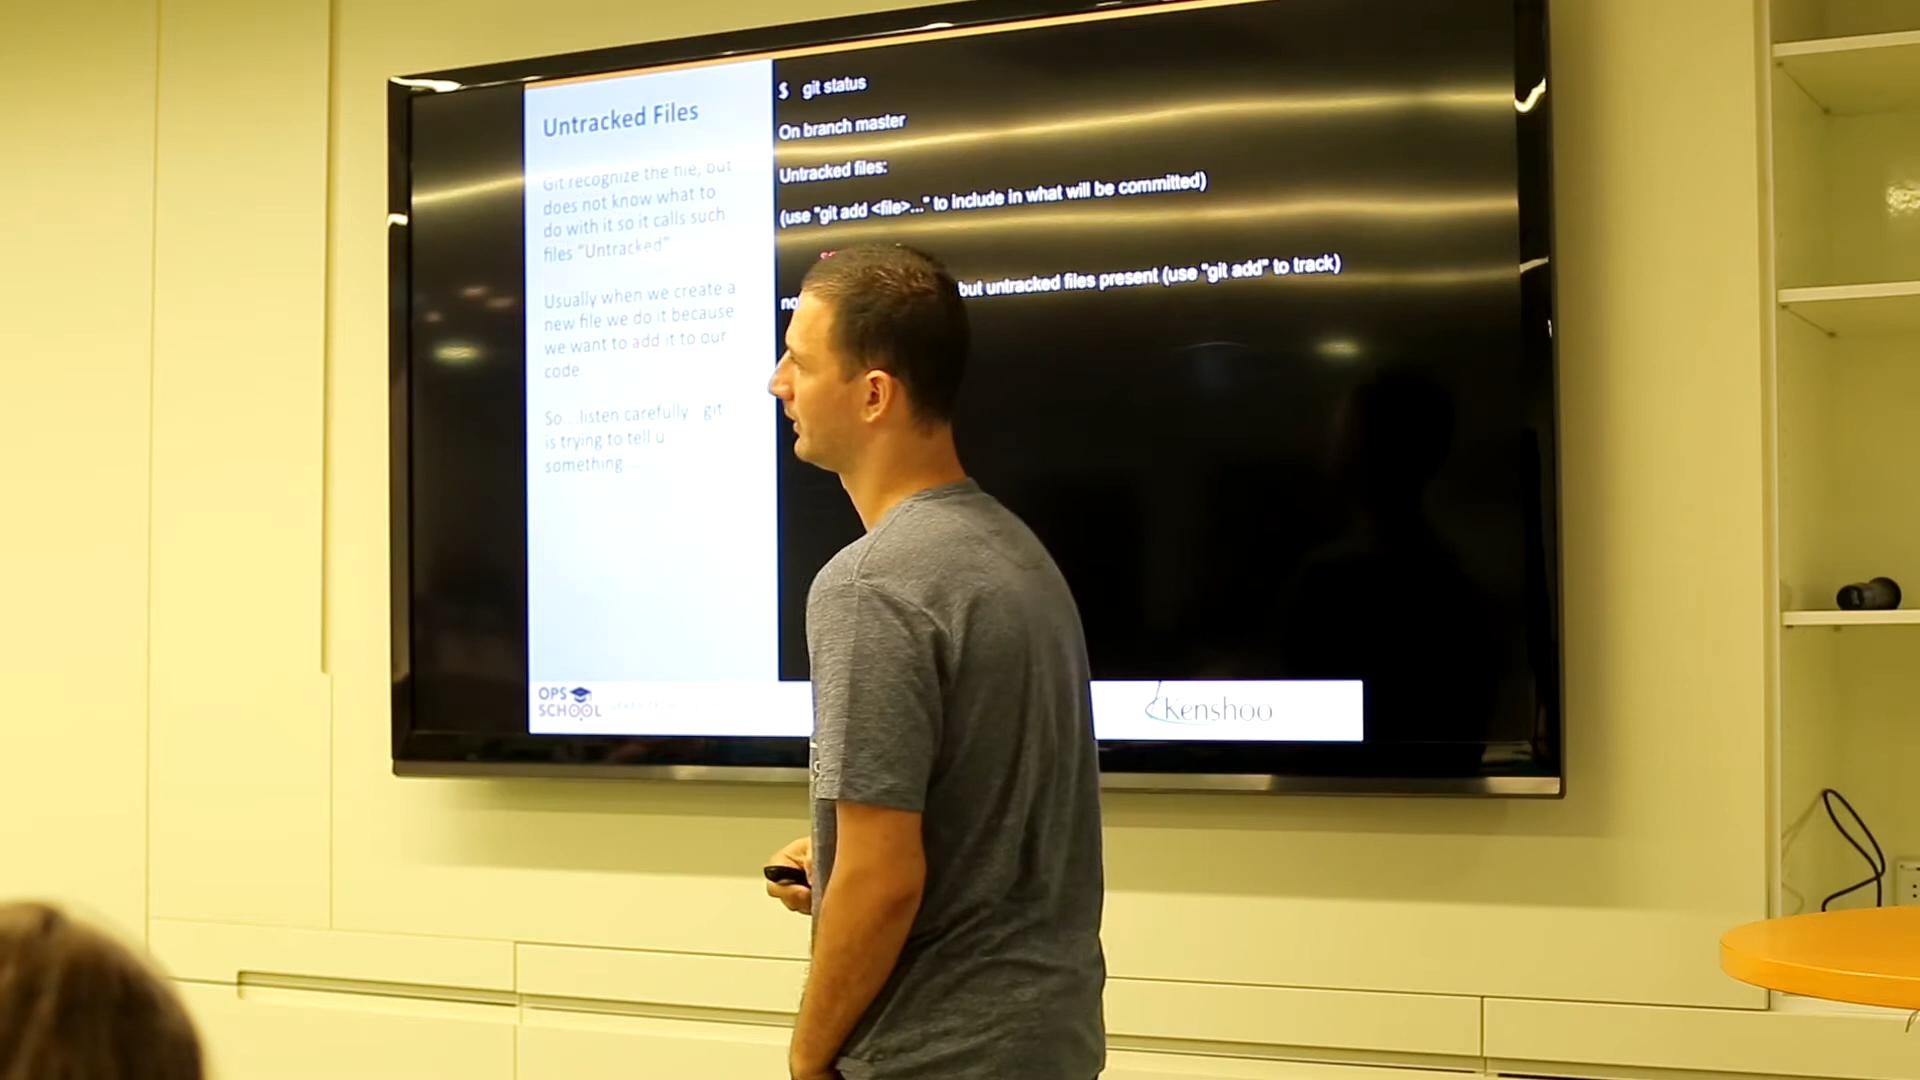 Untracked Files
Git recognize the file, but
does not know what to
do with it so it calls such
files "Untracked"
Usually when we create a
new file we do it because
we want to add it to our
code.
So...listen carefully git
is trying to tell u
something
$ git status
On branch master
Untracked files:
(use "git add <file>..." to include in what will be committed)
but untracked files present (use "git add" to track)
OPS
SCHOOL
Kenshoo